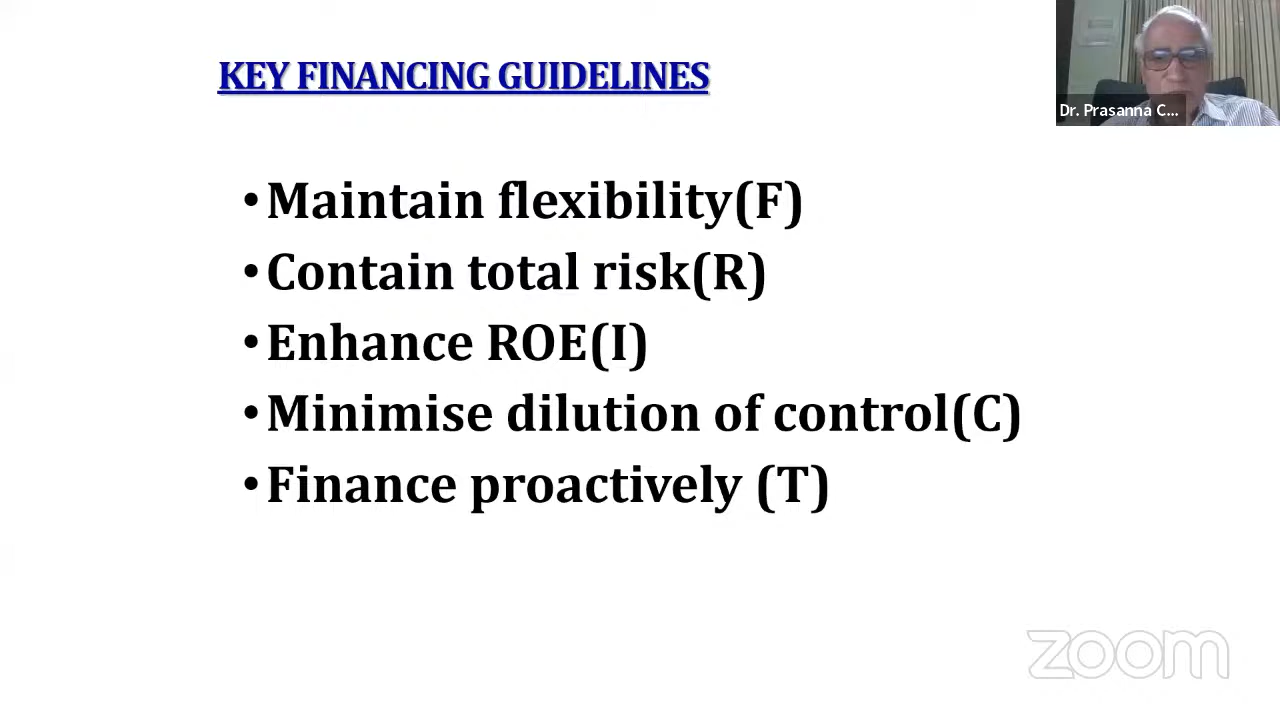 KEY FINANCING GUIDELINES
Dr. Prasanna C...
•Maintain flexibility(F)
•Contain total risk(R)
•Enhance ROE(I)
•Minimise dilution of control(C)
•Finance proactively (T)
zoom